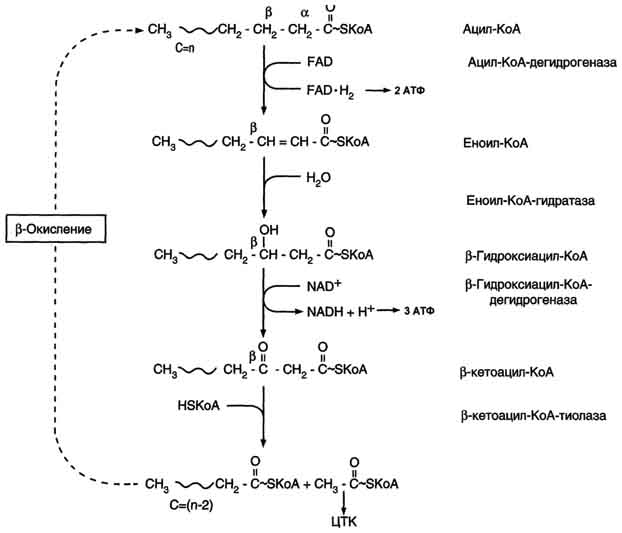 β α O
CH₃ CH₂ - CH₂ - CH₂ - C~SKoA Ацил-КоА
C=n
FAD Ацил-КоА-дегидрогеназа
FAD·H₂ 2 АТФ
β O
CH₃ CH₂ - CH = CH - C~SKoA Еноил-КоА
H₂O
Еноил-КоА-гидратаза
β-Окисление
OH
β O
CH₃ CH₂ - CH - CH₂ - C~SKoA β-Гидроксиацил-КоА
NAD⁺ β-Гидроксиацил-КоА-
дегидрогеназа
NADH + H⁺ 3 АТФ
β O O
CH₃ CH₂ - C - CH₂ - C~SKoA β-кетоацил-КоА
HSKoA β-кетоацил-КоА-тиолаза
O O
CH₃ CH₂ - C~SKoA + CH₃ - C~SKoA
C=(n-2)
ЦТК